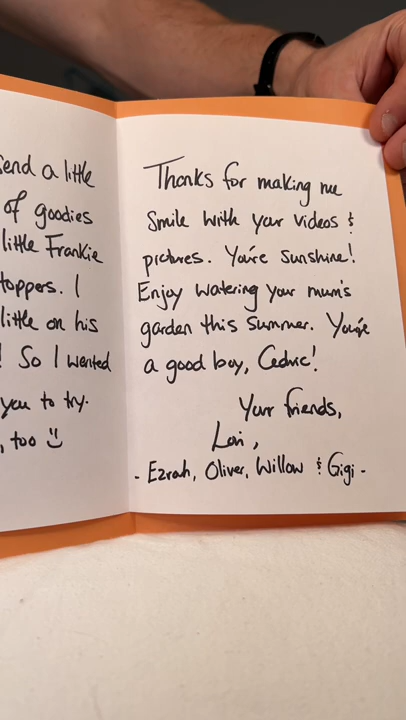 send a little
of goodies
little Frankie
toppers. I
little on his
! So I wanted
you to try.
, too :)
Thanks for making me
smile with your videos &
pictures. You're sunshine!
Enjoy watering your mum's
garden this summer. You're
a good boy, Cedric!
Your friends,
Lori,
- Ezrah, Oliver, Willow & Gigi -